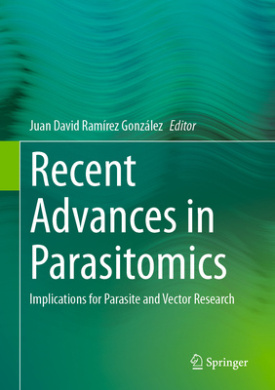 Juan David Ramírez González Editor
Recent
Advances in
Parasitomics
Implications for Parasite and Vector Research
Springer